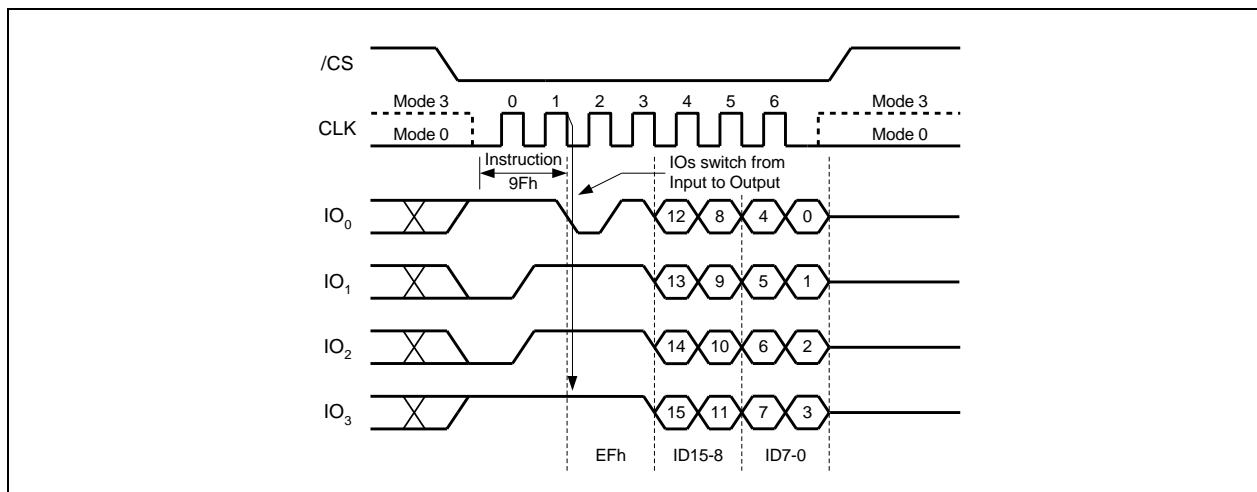 /CS
Mode 3 0 1 2 3 4 5 6 Mode 3
CLK Mode 0 Mode 0
Instruction IOs switch from
9Fh Input to Output
IO0 12 8 4 0
IO1 13 9 5 1
IO2 14 10 6 2
IO3 15 11 7 3
EFh ID15-8 ID7-0